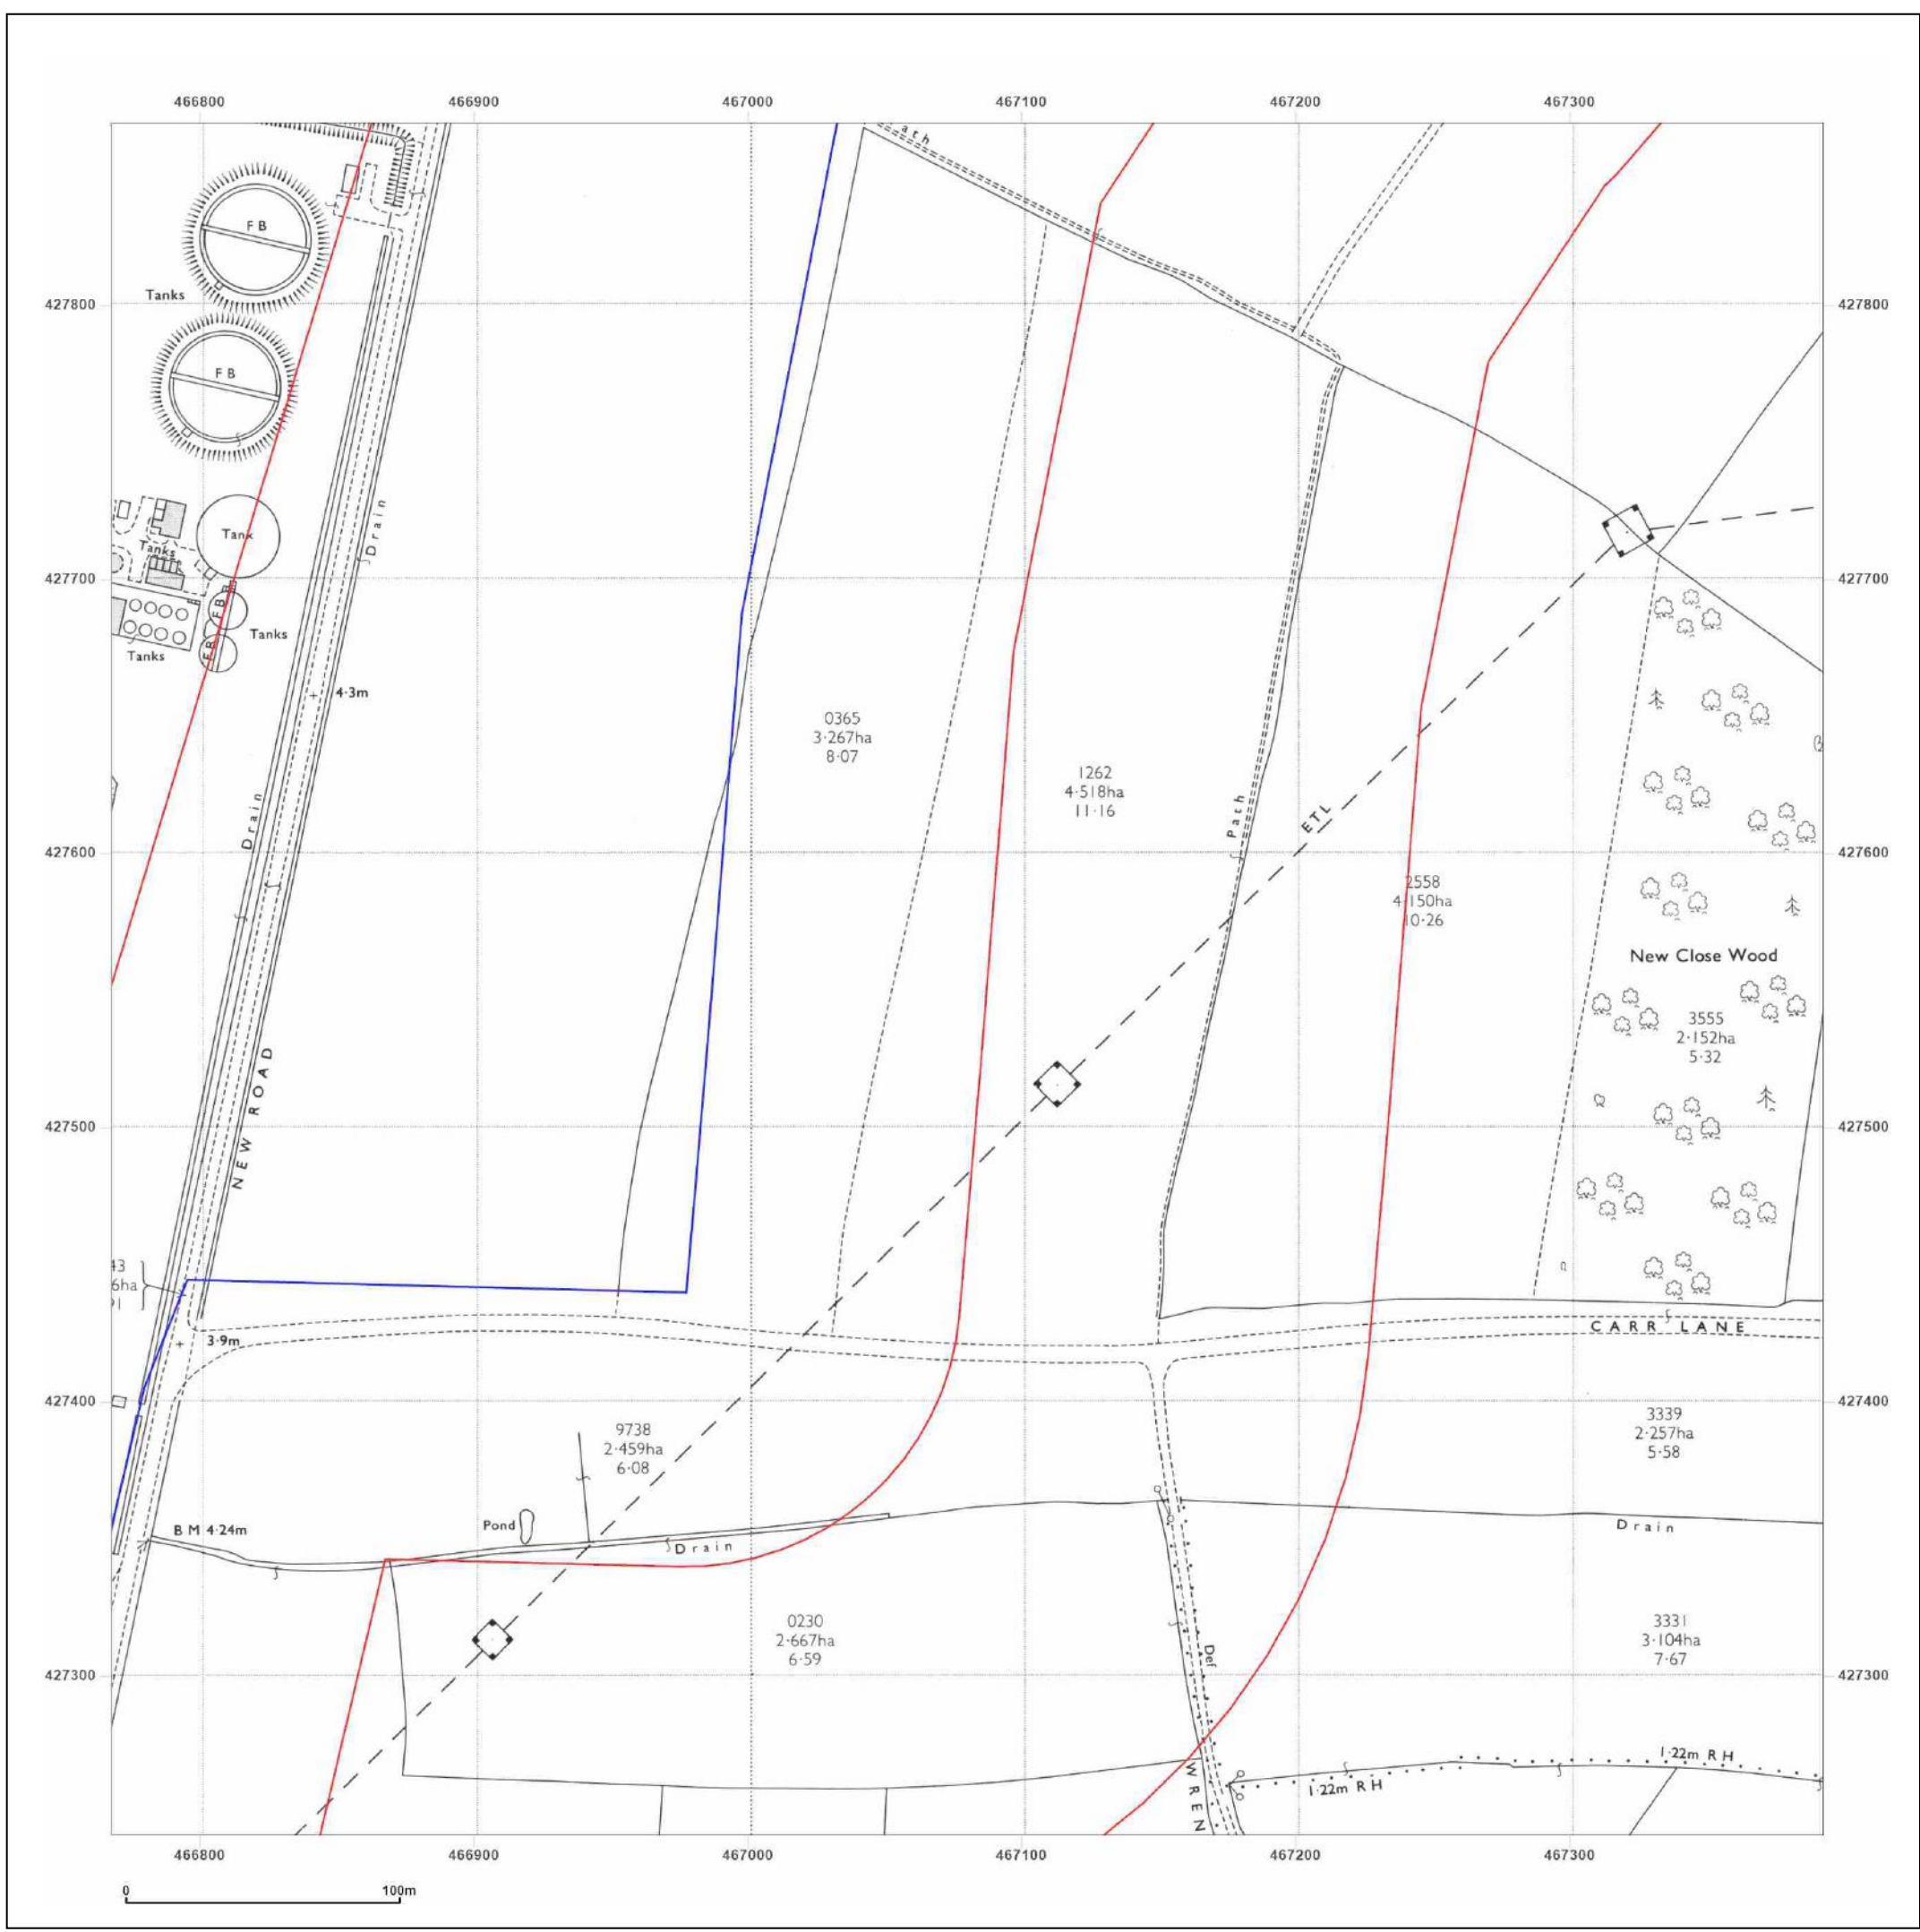 466800 466900 467000 467100 467200 467300
ath
F B
Tanks
427800 427800
F B
Tank
Drain
Tanks
427700 427700
F B
Tanks
F B
Tanks
4·3m
0365
3·267ha
8·07
1262
4·518ha
11·16
Path
ETL
Drain
427600 427600
2558
4·150ha
10·26
New Close Wood
3555
2·152ha
5·32
NEW ROAD
427500 427500
43
6ha
3·9m
CARR LANE
427400 427400
9738
2·459ha
6·08
3339
2·257ha
5·58
Pond
B M 4·24m
Drain
Drain
0230
2·667ha
6·59
Def
3331
3·104ha
7·67
427300 427300
1·22m R H
1·22m R H
WREN
466800 466900 467000 467100 467200 467300
0 100m